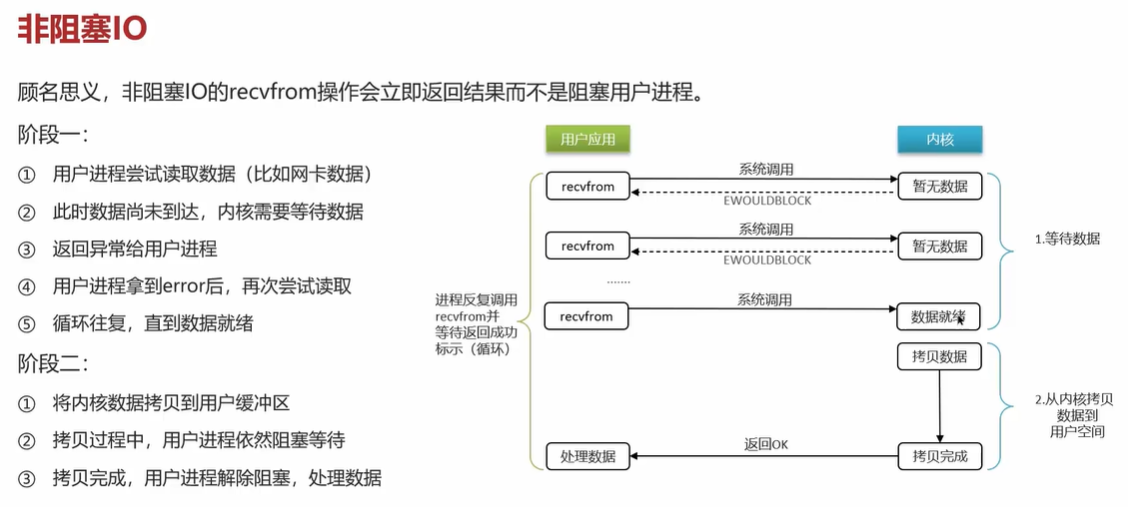 非阻塞IO
顾名思义，非阻塞IO的recvfrom操作会立即返回结果而不是阻塞用户进程。
阶段一：
① 用户进程尝试读取数据（比如网卡数据）
② 此时数据尚未到达，内核需要等待数据
③ 返回异常给用户进程
④ 用户进程拿到error后，再次尝试读取
⑤ 循环往复，直到数据就绪
阶段二：
① 将内核数据拷贝到用户缓冲区
② 拷贝过程中，用户进程依然阻塞等待
③ 拷贝完成，用户进程解除阻塞，处理数据
用户应用
内核
recvfrom
系统调用
暂无数据
EWOULDBLOCK
recvfrom
系统调用
暂无数据
EWOULDBLOCK
.......
recvfrom
系统调用
数据就绪
进程反复调用
recvfrom并
等待返回成功
标示（循环）
1.等待数据
拷贝数据
2.从内核拷贝
数据到
用户空间
处理数据
返回OK
拷贝完成